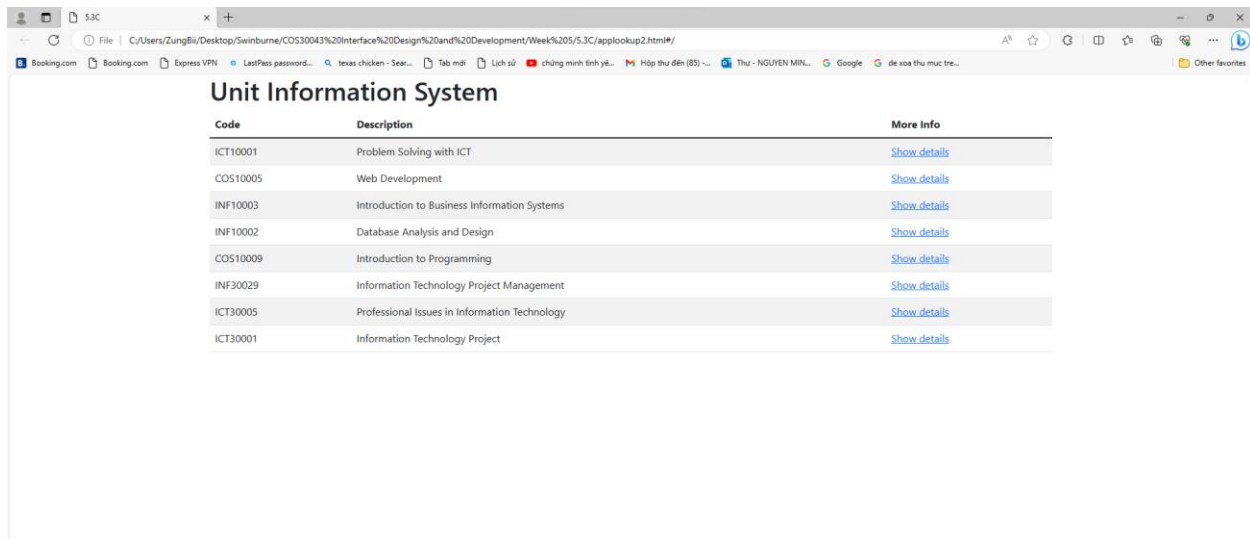 5.3C
File | C:/Users/ZungBii/Desktop/Swinburne/COS30043%20Interface%20Design%20and%20Development/Week%205/5.3C/applookup2.html#/
Booking.com Booking.com Express VPN LastPass password... texas chicken - Sear... Tab mới Lịch sử chứng minh tình yê... Hộp thư đến (85) -... Thu - NGUYEN MIN... Google de xoa thu muc tre... Other favorites
Unit Information System
Code Description More Info
ICT10001 Problem Solving with ICT Show details
COS10005 Web Development Show details
INF10003 Introduction to Business Information Systems Show details
INF10002 Database Analysis and Design Show details
COS10009 Introduction to Programming Show details
INF30029 Information Technology Project Management Show details
ICT30005 Professional Issues in Information Technology Show details
ICT30001 Information Technology Project Show details